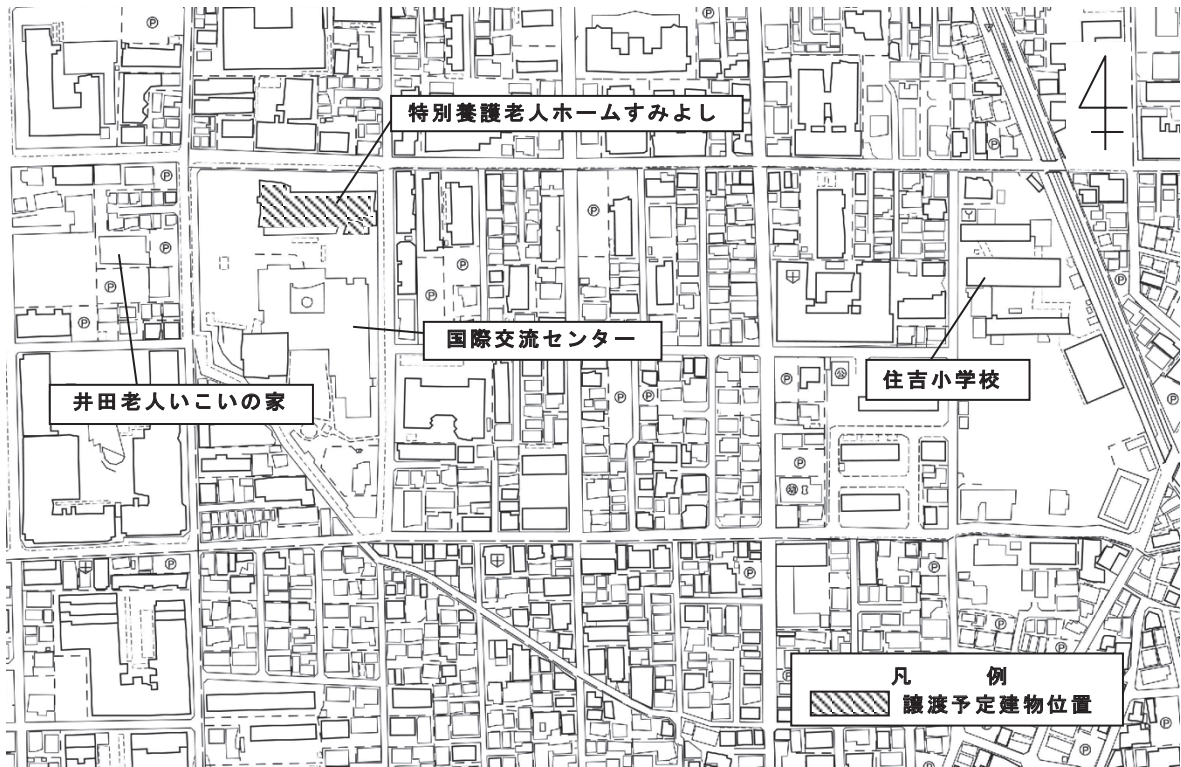 特別養護老人ホームすみよし
国際交流センター
住吉小学校
井田老人いこいの家
凡 例
譲渡予定建物位置